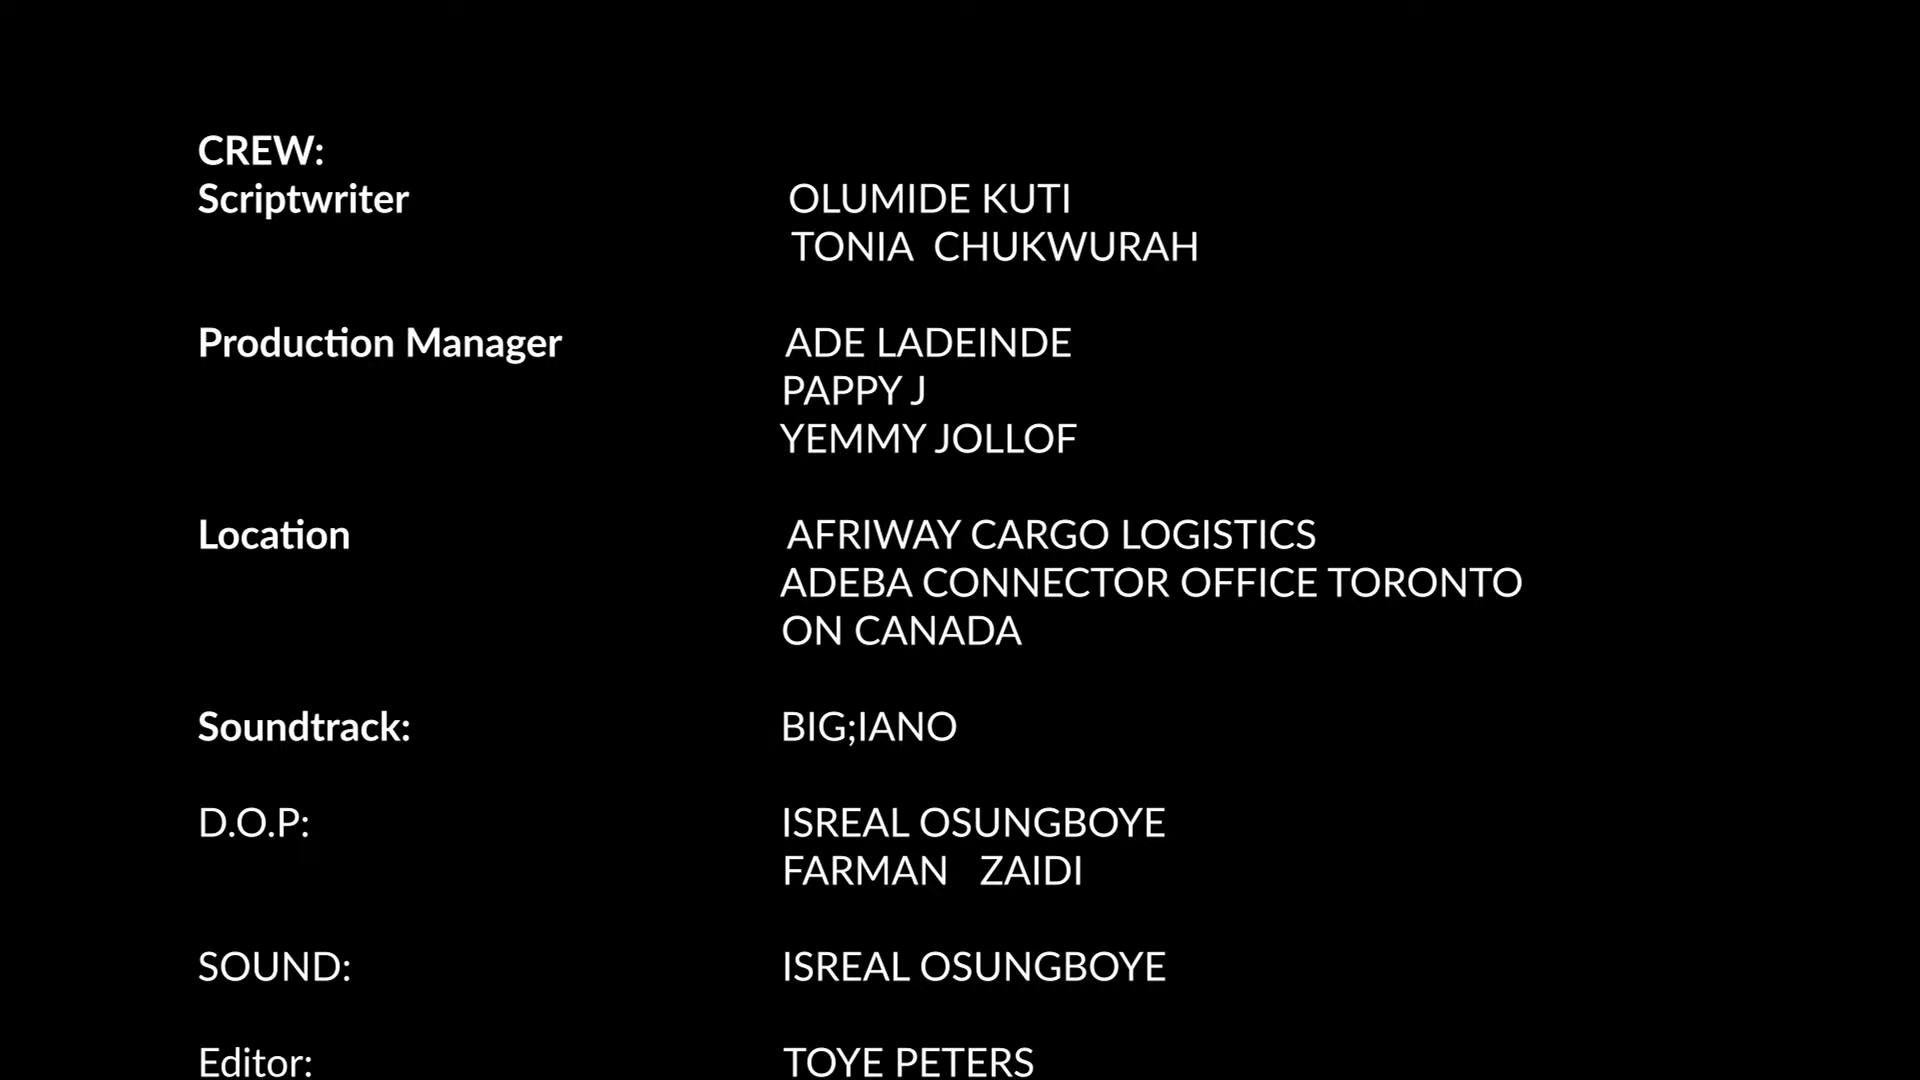 CREW:
Scriptwriter OLUMIDE KUTI
TONIA CHUKWURAH
Production Manager ADE LADEINDE
PAPPY J
YEMMY JOLLOF
Location AFRIWAY CARGO LOGISTICS
ADEBA CONNECTOR OFFICE TORONTO
ON CANADA
Soundtrack: BIG;IANO
D.O.P: ISREAL OSUNGBOYE
FARMAN ZAIDI
SOUND: ISREAL OSUNGBOYE
Editor: TOYE PETERS